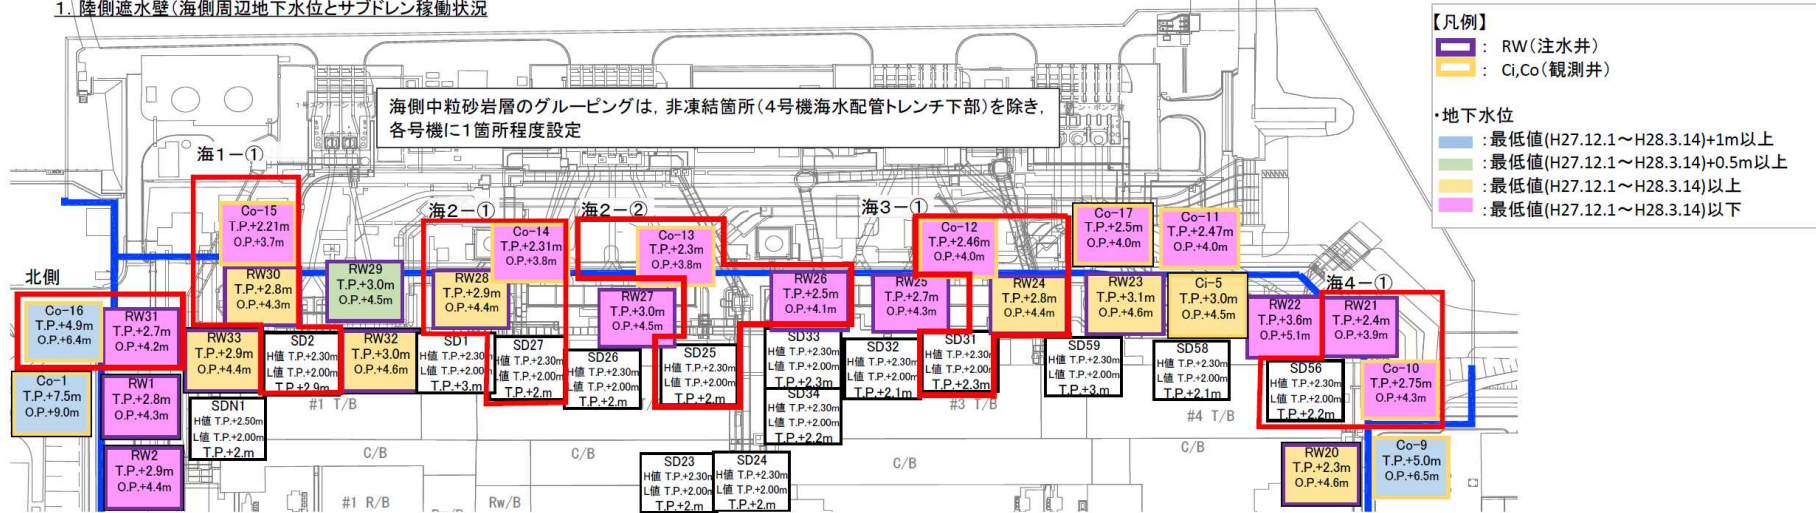 1. 陸側遮水壁（海側周辺地下水位とサブドレン稼働状況
【凡例】
： RW（注水井）
： Ci,Co（観測井）
・地下水位
：最低値(H27.12.1～H28.3.14)+1m以上
：最低値(H27.12.1～H28.3.14)+0.5m以上
：最低値(H27.12.1～H28.3.14)以上
：最低値(H27.12.1～H28.3.14)以下
海側中粒砂岩層のグルーピングは，非凍結箇所（4号機海水配管トレンチ下部）を除き，
各号機に1箇所程度設定
海1－①
海2－①
海2－②
海3－①
海4－①
北側
Co-15
T.P.+2.21m
O.P.+3.7m
Co-14
T.P.+2.31m
O.P.+3.8m
Co-13
T.P.+2.3m
O.P.+3.8m
Co-12
T.P.+2.46m
O.P.+4.0m
Co-17
T.P.+2.5m
O.P.+4.0m
Co-11
T.P.+2.47m
O.P.+4.0m
RW30
T.P.+2.8m
O.P.+4.3m
RW29
T.P.+3.0m
O.P.+4.5m
RW28
T.P.+2.9m
O.P.+4.4m
RW27
T.P.+3.0m
O.P.+4.5m
RW26
T.P.+2.5m
O.P.+4.1m
RW25
T.P.+2.7m
O.P.+4.3m
RW24
T.P.+2.8m
O.P.+4.4m
RW23
T.P.+3.1m
O.P.+4.6m
Ci-5
T.P.+3.0m
O.P.+4.5m
RW22
T.P.+3.6m
O.P.+5.1m
RW21
T.P.+2.4m
O.P.+3.9m
Co-16
T.P.+4.9m
O.P.+6.4m
RW31
T.P.+2.7m
O.P.+4.2m
RW33
T.P.+2.9m
O.P.+4.4m
SD2
H値 T.P.+2.30m
L値 T.P.+2.00m
T.P.+2.9m
RW32
T.P.+3.0m
O.P.+4.6m
SD1
H値 T.P.+2.30m
L値 T.P.+2.00m
T.P.+3.m
SD27
H値 T.P.+2.30m
L値 T.P.+2.00m
T.P.+2.m
SD26
H値 T.P.+2.30m
L値 T.P.+2.00m
T.P.+2.m
SD25
H値 T.P.+2.30m
L値 T.P.+2.00m
T.P.+2.m
SD33
H値 T.P.+2.30m
L値 T.P.+2.00m
T.P.+2.3m
SD32
H値 T.P.+2.30m
L値 T.P.+2.00m
T.P.+2.1m
SD31
H値 T.P.+2.30m
L値 T.P.+2.00m
T.P.+2.3m
SD59
H値 T.P.+2.30m
L値 T.P.+2.00m
T.P.+3.m
SD58
H値 T.P.+2.30m
L値 T.P.+2.00m
T.P.+2.1m
SD56
H値 T.P.+2.30m
L値 T.P.+2.00m
T.P.+2.2m
Co-10
T.P.+2.75m
O.P.+4.3m
Co-1
T.P.+7.5m
O.P.+9.0m
RW1
T.P.+2.8m
O.P.+4.3m
SDN1
H値 T.P.+2.50m
L値 T.P.+2.00m
T.P.+2.m
SD34
H値 T.P.+2.30m
L値 T.P.+2.00m
T.P.+2.2m
#1 T/B
#3 T/B
#4 T/B
RW2
T.P.+2.9m
O.P.+4.4m
C/B
C/B
C/B
C/B
SD23
H値 T.P.+2.30m
L値 T.P.+2.00m
T.P.+2.m
SD24
H値 T.P.+2.30m
L値 T.P.+2.00m
T.P.+2.m
RW20
T.P.+2.3m
O.P.+4.6m
Co-9
T.P.+5.0m
O.P.+6.5m
#1 R/B
Rw/B